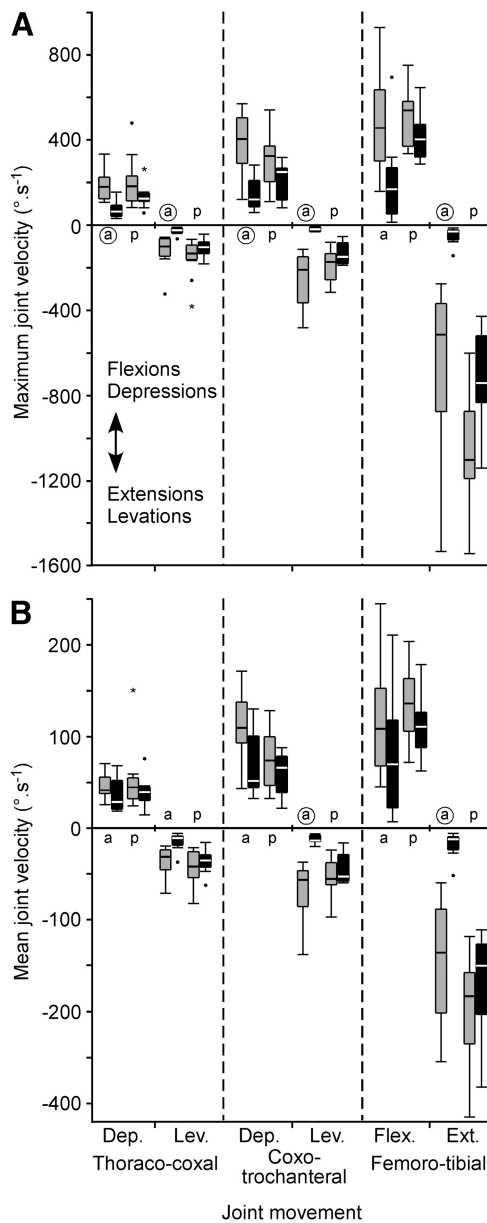 A
Maximum joint velocity (°.s-1)
800
400
0
-400
-800
-1200
-1600
a p a p
a p a p
a p a p
Flexions
Depressions
Extensions
Levations
B
Mean joint velocity (°.s-1)
200
100
0
-100
-200
-400
a p a p a p
a p a p a p
Dep. Lev. Dep. Lev. Flex. Ext.
Thoraco-coxal Coxo-trochanteral Femoro-tibial
Joint movement